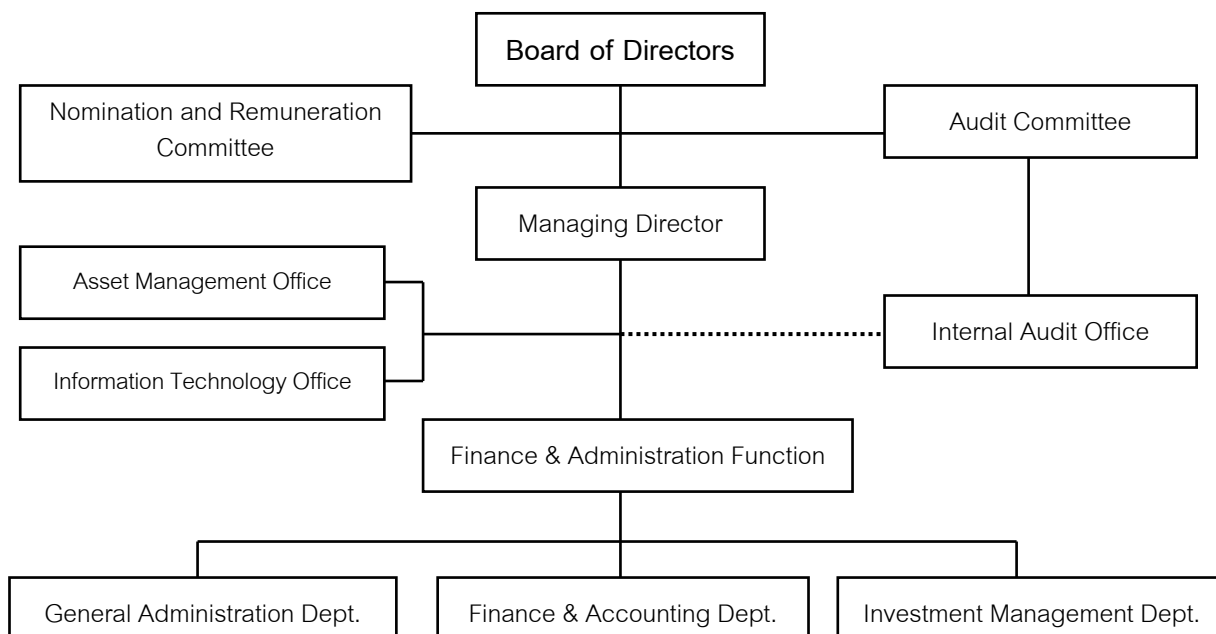 Board of Directors
Nomination and Remuneration
Committee
Audit Committee
Managing Director
Asset Management Office
Internal Audit Office
Information Technology Office
Finance & Administration Function
General Administration Dept.
Finance & Accounting Dept.
Investment Management Dept.